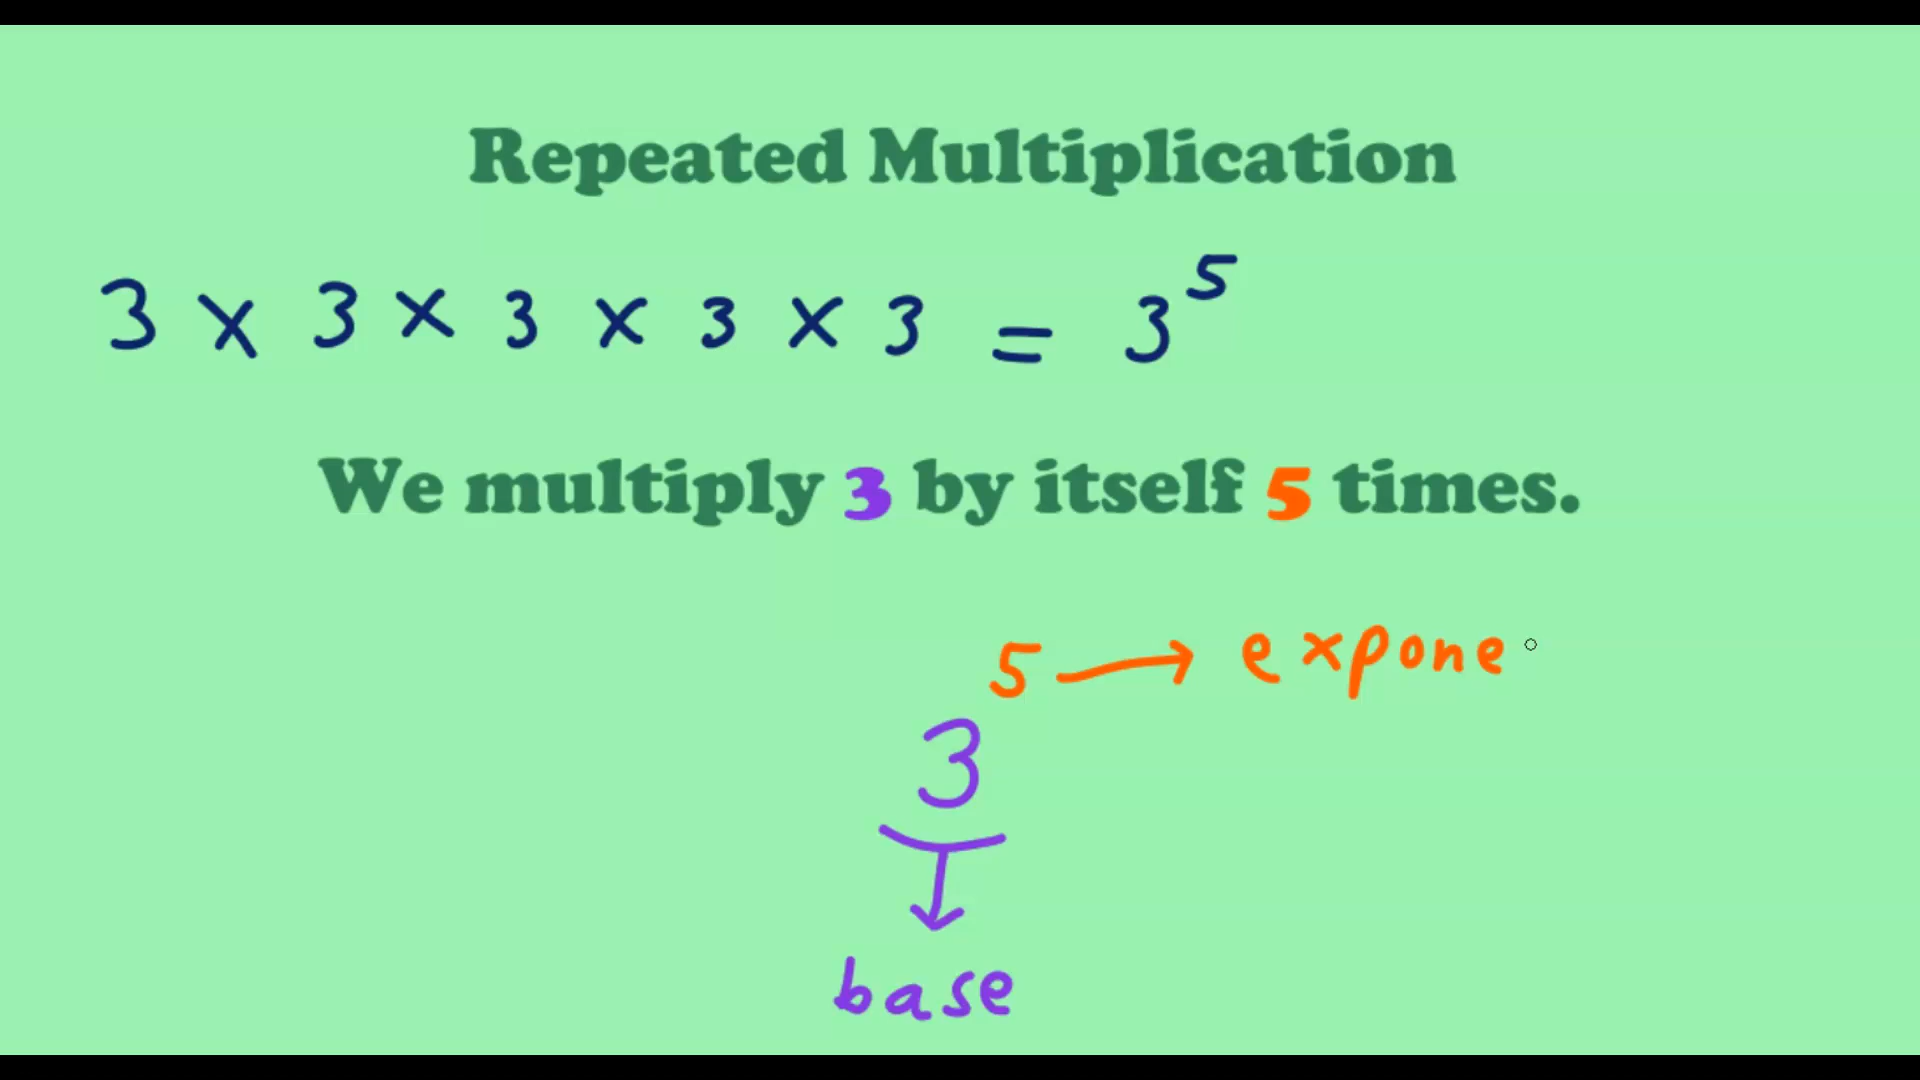 Repeated Multiplication
3 × 3 × 3 × 3 × 3 = 3⁵
We multiply 3 by itself 5 times.
5 → expone
3
base